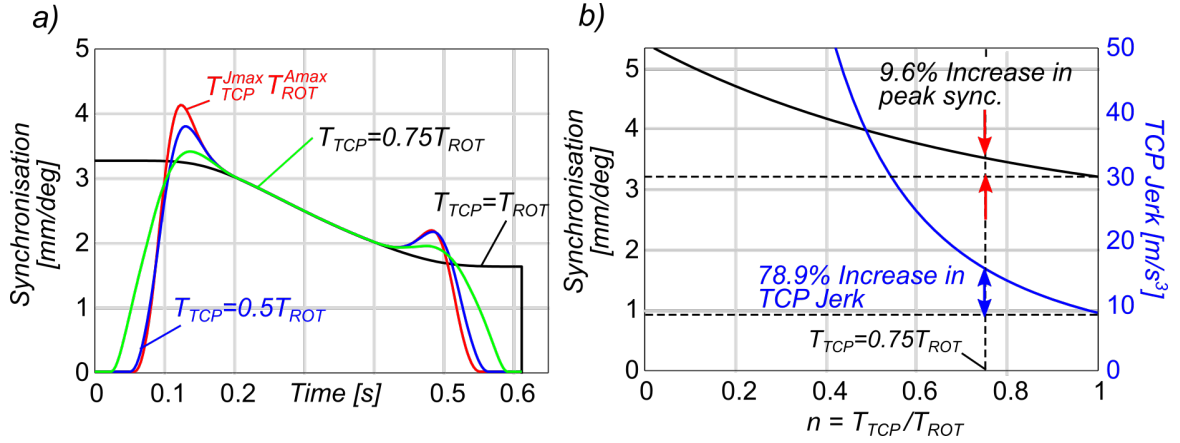 a)
Synchronisation
[mm/deg]
5
4
3
2
1
0
T_TCP^Jmax T_ROT^Amax
T_TCP=0.75T_ROT
T_TCP=T_ROT
T_TCP=0.5T_ROT
0 0.1 0.2 Time [s] 0.5 0.6
b)
Synchronisation
[mm/deg]
5
4
3
2
1
0
9.6% Increase in
peak sync.
78.9% Increase in
TCP Jerk
T_TCP=0.75T_ROT
50
40
30
20
10
0
TCP Jerk [m/s³]
0 0.2 0.4 0.6 0.8 1
n = T_TCP/T_ROT